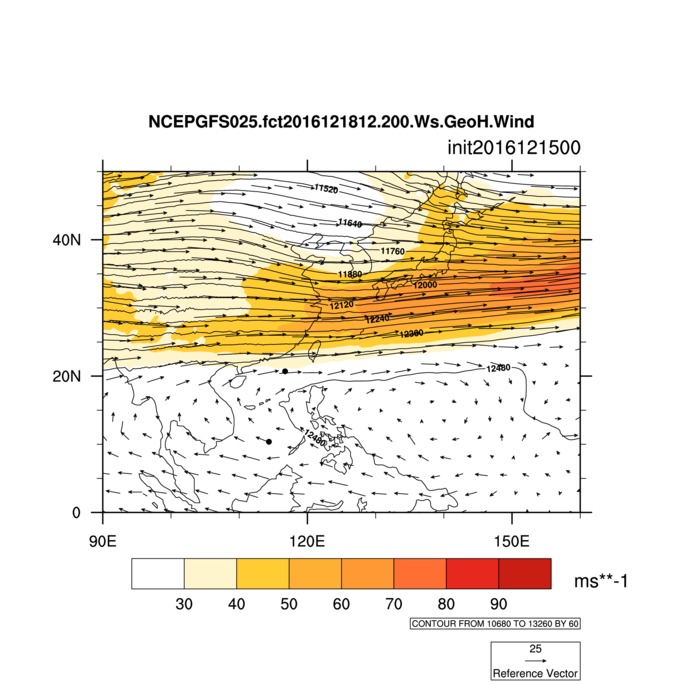 NCEPGFS025.fct2016121812.200.Ws.GeoH.Wind
init2016121500
11520
11640
40N
11760
11880
12000
12120
12240
12360
20N
12480
12480
0
90E 120E 150E
ms**-1
30 40 50 60 70 80 90
CONTOUR FROM 10680 TO 13260 BY 60
25
Reference Vector